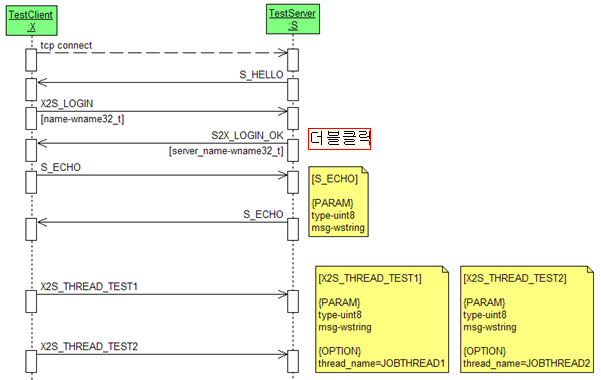 TestClient
:X
TestServer
:S
tcp connect
S_HELLO
X2S_LOGIN
[name-wname32_t]
S2X_LOGIN_OK
[server_name-wname32_t]
더블클릭
S_ECHO
[S_ECHO]
{PARAM}
type-uint8
msg-wstring
S_ECHO
X2S_THREAD_TEST1
[X2S_THREAD_TEST1]
{PARAM}
type-uint8
msg-wstring
{OPTION}
thread_name=JOBTHREAD1
[X2S_THREAD_TEST2]
{PARAM}
type-uint8
msg-wstring
{OPTION}
thread_name=JOBTHREAD2
X2S_THREAD_TEST2